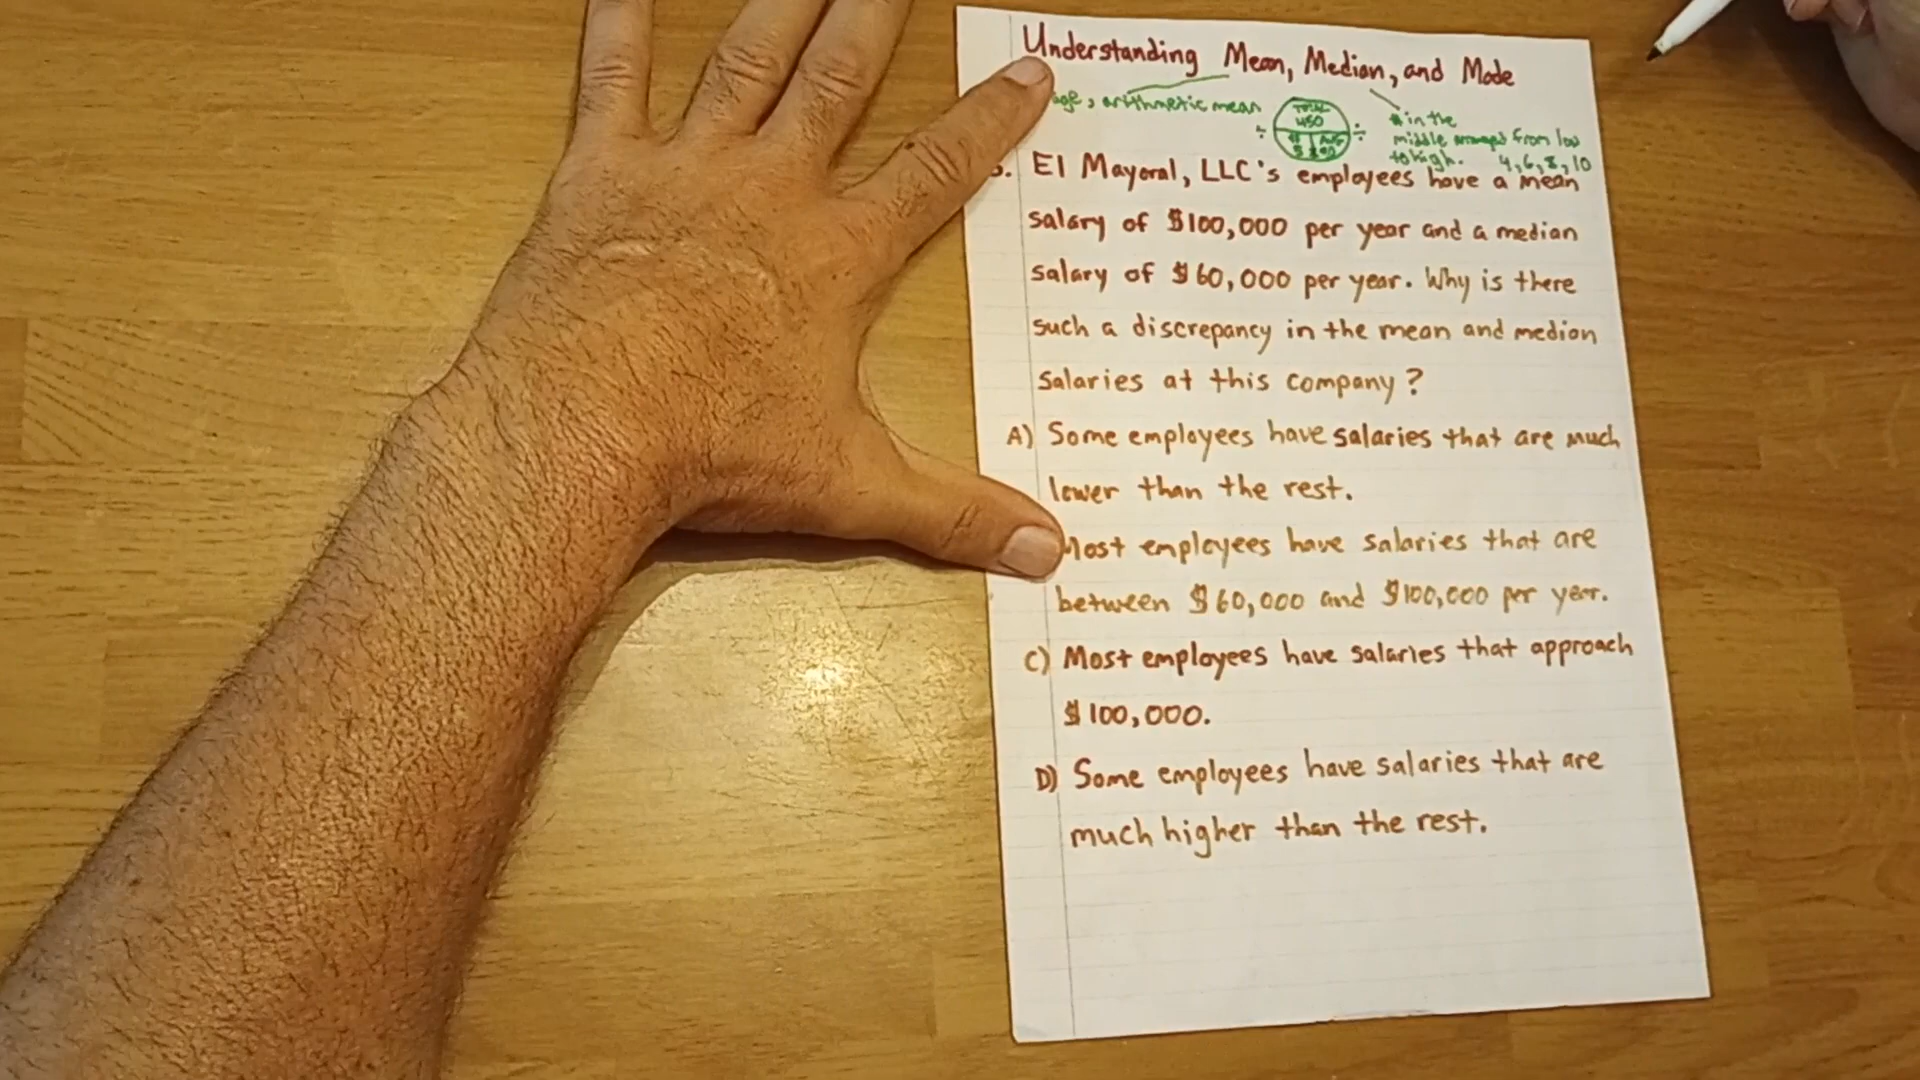 Understanding Mean, Median, and Mode
age, arithmetic mean
÷ 450 ÷
# in the
middle arranged from low
to high. 4, 6, 8, 10
El Mayoral, LLC's employees have a mean
salary of $100,000 per year and a median
salary of $60,000 per year. Why is there
such a discrepancy in the mean and median
salaries at this company?
A) Some employees have salaries that are much
lower than the rest.
Most employees have salaries that are
between $60,000 and $100,000 per year.
C) Most employees have salaries that approach
$100,000.
D) Some employees have salaries that are
much higher than the rest.